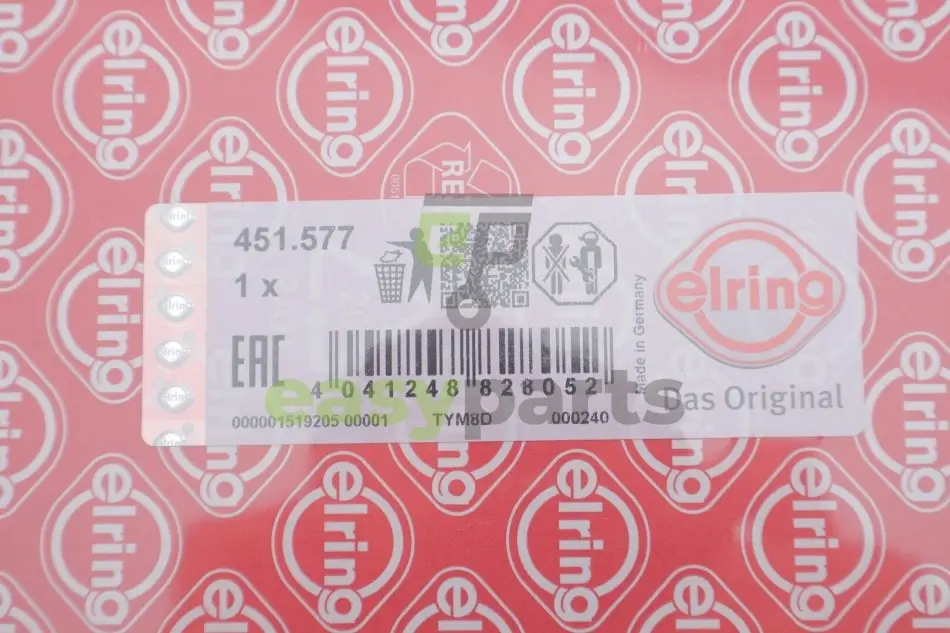 451.577
1 x
EAC
4 041248 828052
000001519205 00001 TYM8D 000240
made in Germany
elring
Das Original
easyparts